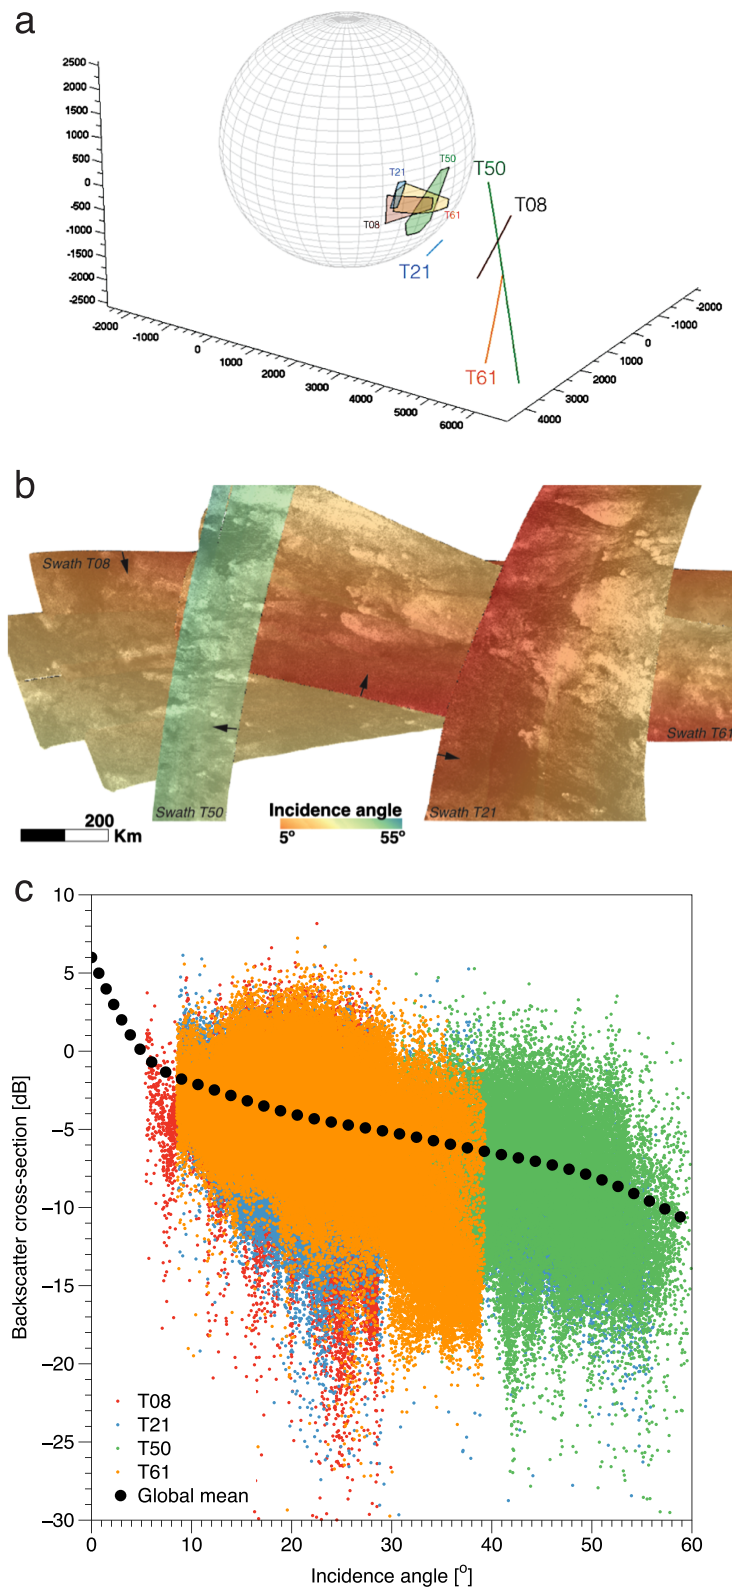 a
2500
2000
1500
1000
500
0
-500
-1000
-1500
-2000
-2500
T21
T50
T08
T61
T50
T08
T21
T61
-2000
-1000
0
1000
2000
3000
4000
5000
6000
4000
3000
2000
1000
0
-1000
-2000
b
Swath T08
Swath T61
Swath T50
Swath T21
200
Km
Incidence angle
5º
55º
c
10
5
0
−5
−10
−15
−20
−25
−30
Backscatter cross-section [dB]
T08
T21
T50
T61
Global mean
0 10 20 30 40 50 60
Incidence angle [º]